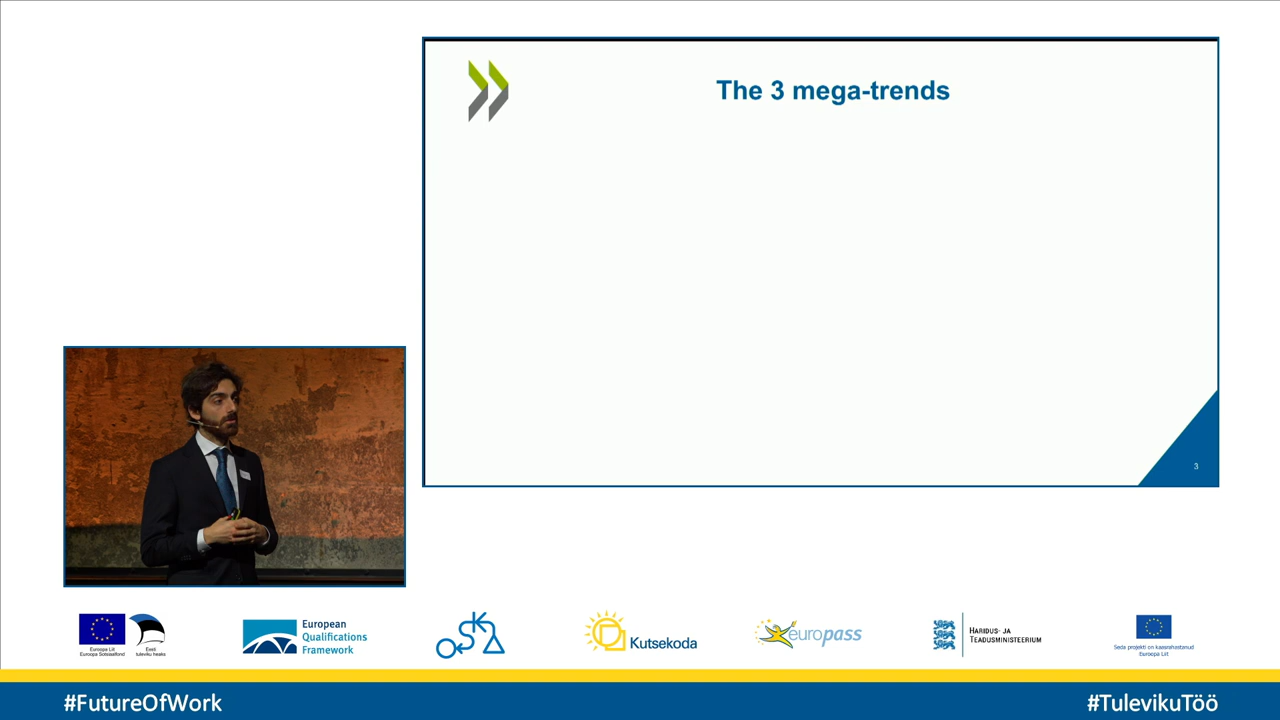 The 3 mega-trends
3
Euroopa Liit
Euroopa Sotsiaalfond
Eesti
tuleviku heaks
European
Qualifications
Framework
OSKA
Kutsekoda
europass
HARIDUS- JA
TEADUSMINISTEERIUM
Seda projekti on kaasrahastanud
Euroopa Liit
#FutureOfWork
#TulevikuTöö